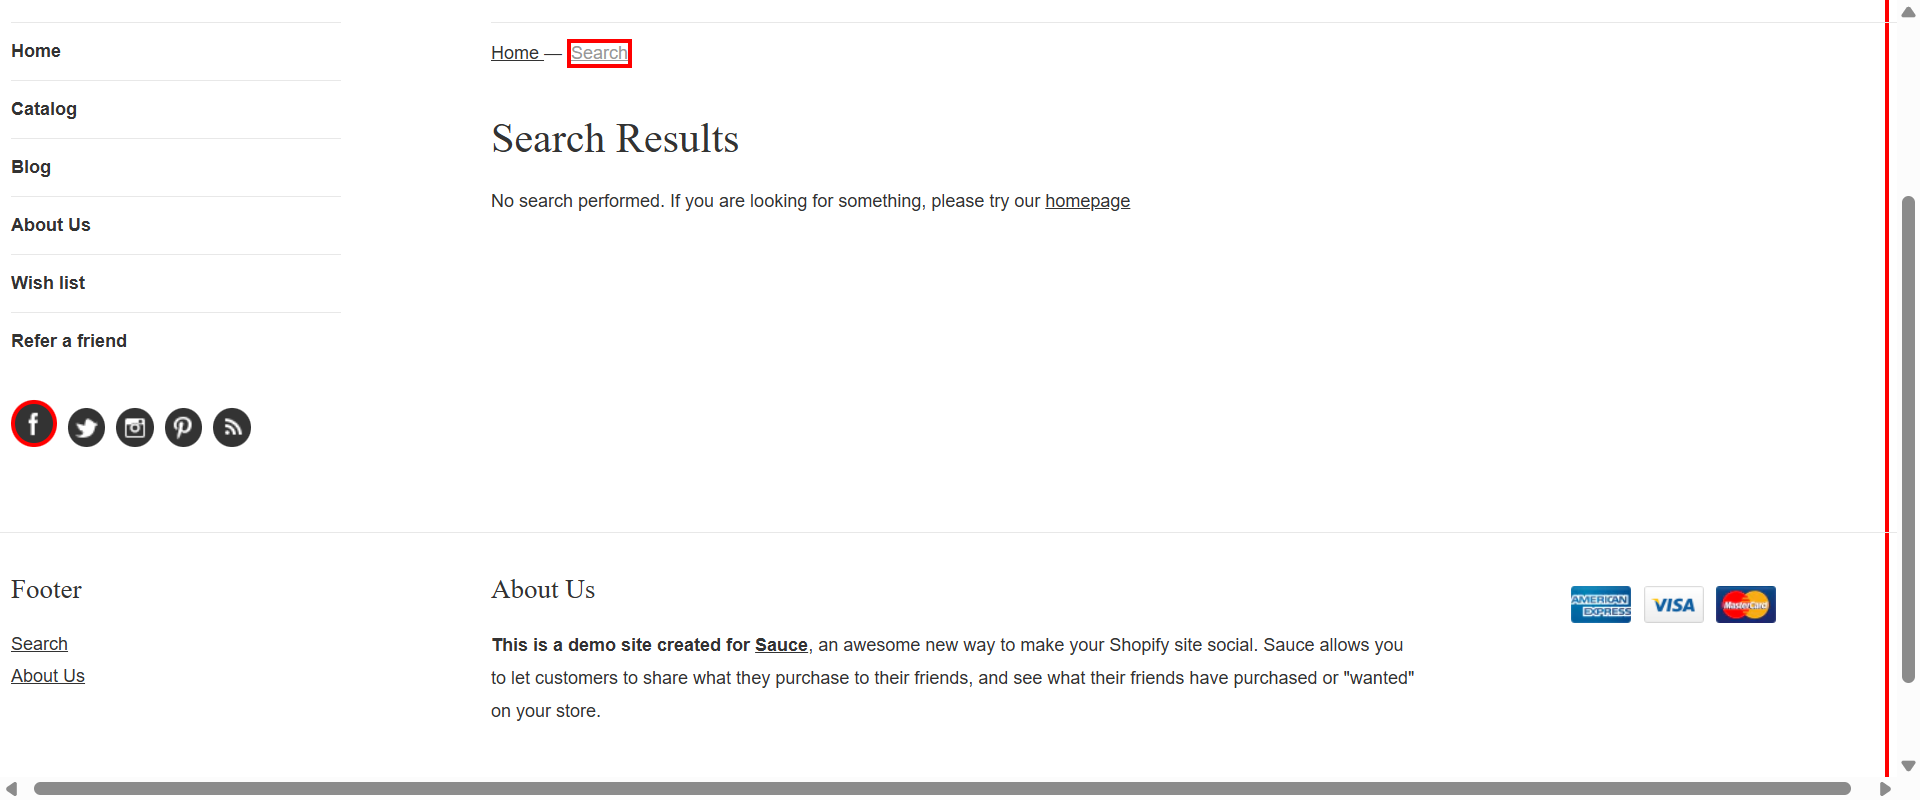 Home
Catalog
Blog
About Us
Wish list
Refer a friend
Home — Search
Search Results
No search performed. If you are looking for something, please try our homepage
Footer
Search
About Us
About Us
This is a demo site created for Sauce, an awesome new way to make your Shopify site social. Sauce allows you
to let customers to share what they purchase to their friends, and see what their friends have purchased or "wanted"
on your store.
AMERICAN EXPRESS
VISA
MasterCard